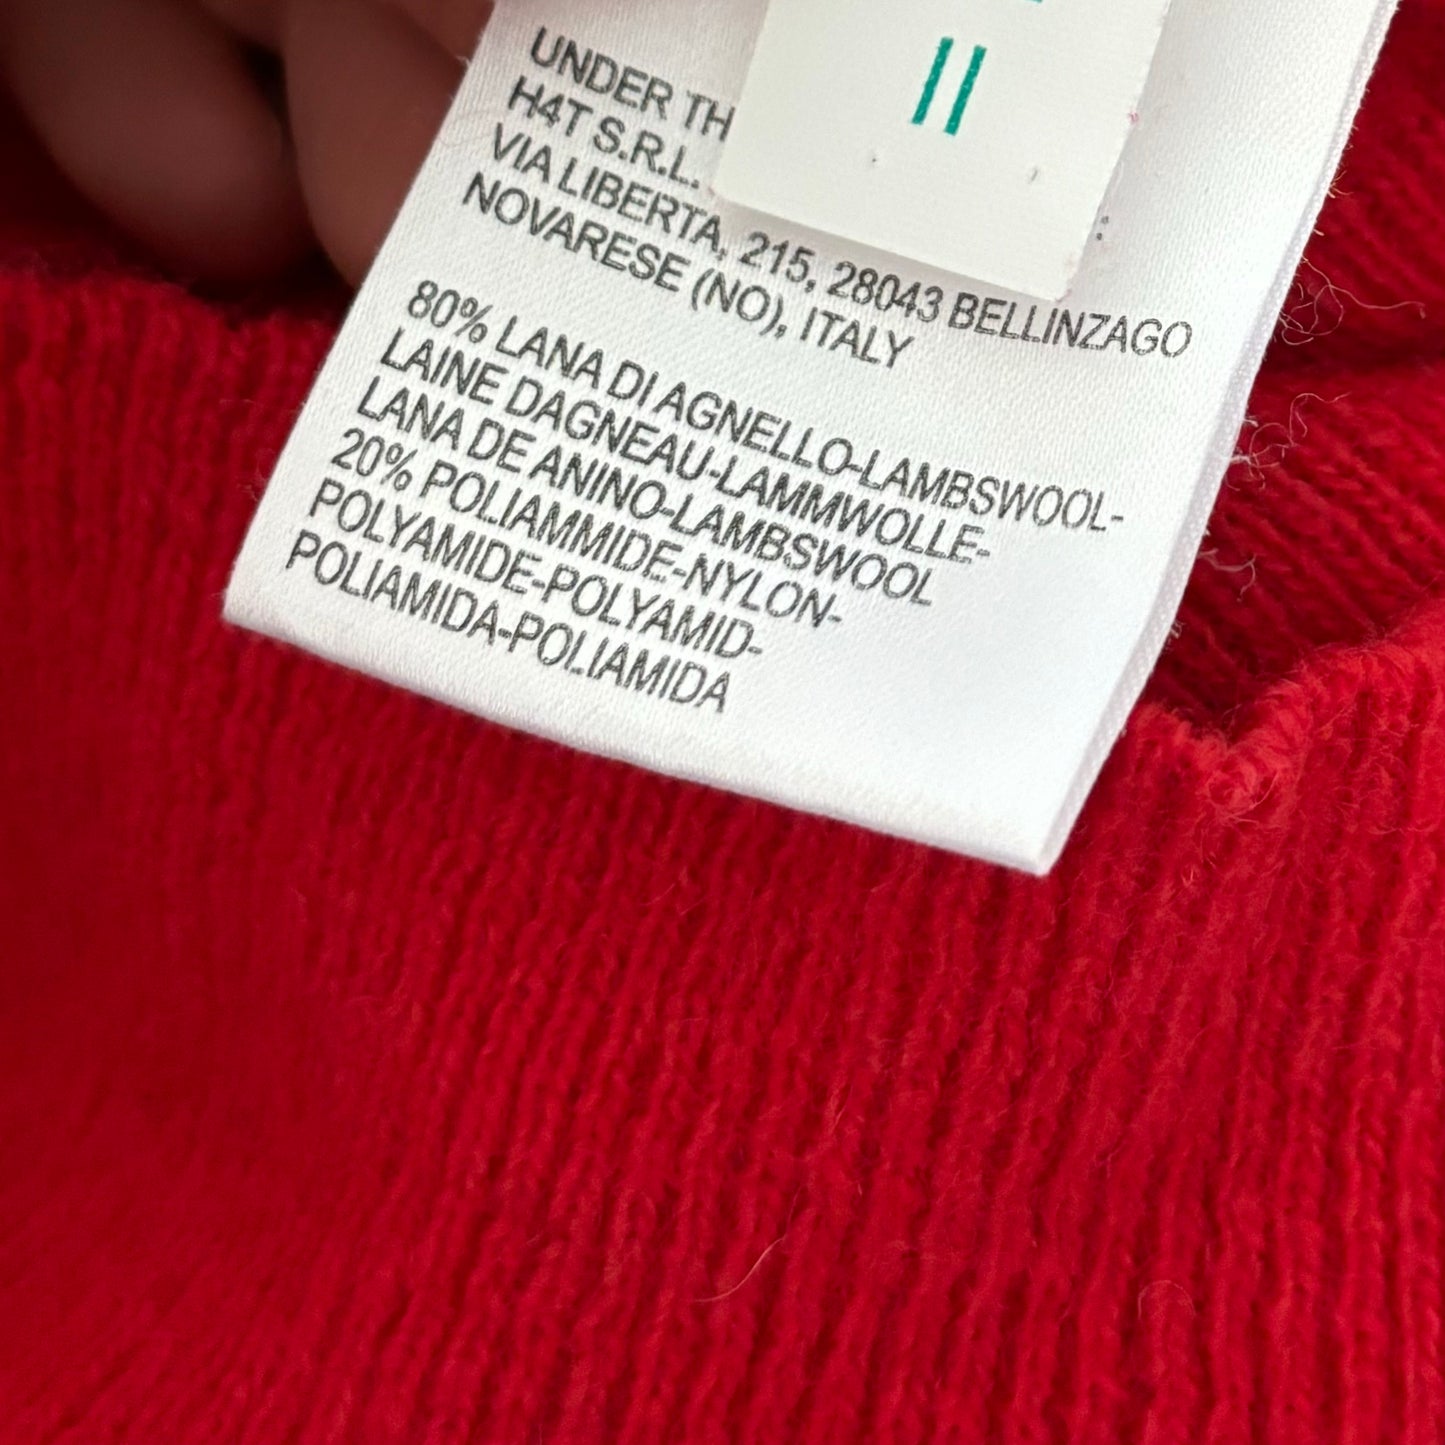 UNDER TH
H4T S.R.L.
VIA LIBERTA, 215, 28043 BELLINZAGO
NOVARESE (NO), ITALY
80% LANA DI AGNELLO-LAMBSWOOL-
LAINE DAGNEAU-LAMMWOLLE-
LANA DE ANINO-LAMBSWOOL
20% POLIAMMIDE-NYLON-
POLYAMIDE-POLYAMID-
POLIAMIDA-POLIAMIDA